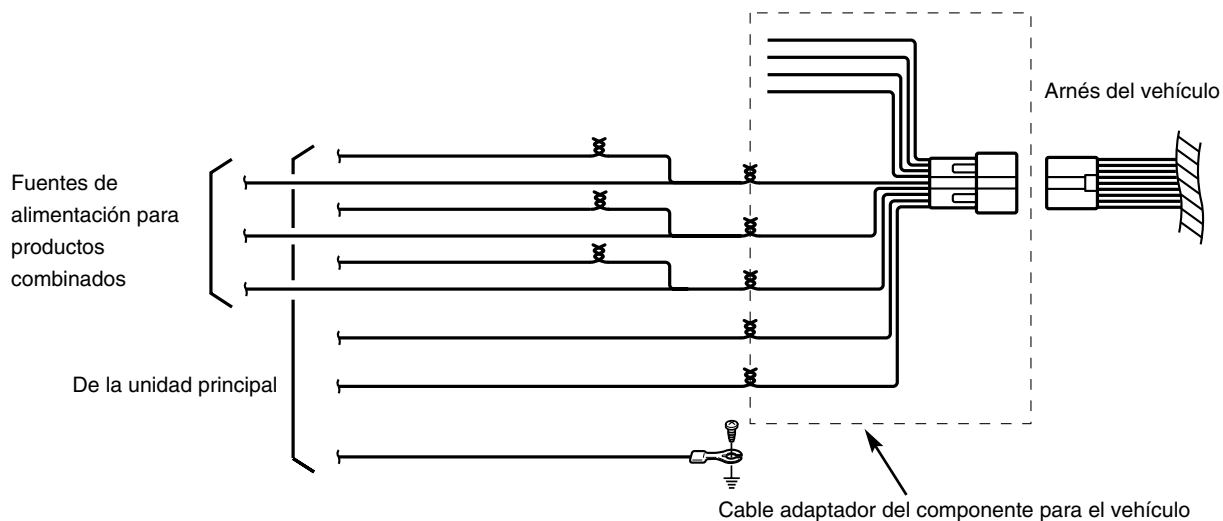 Arnés del vehículo
Fuentes de
alimentación para
productos
combinados
De la unidad principal
Cable adaptador del componente para el vehículo